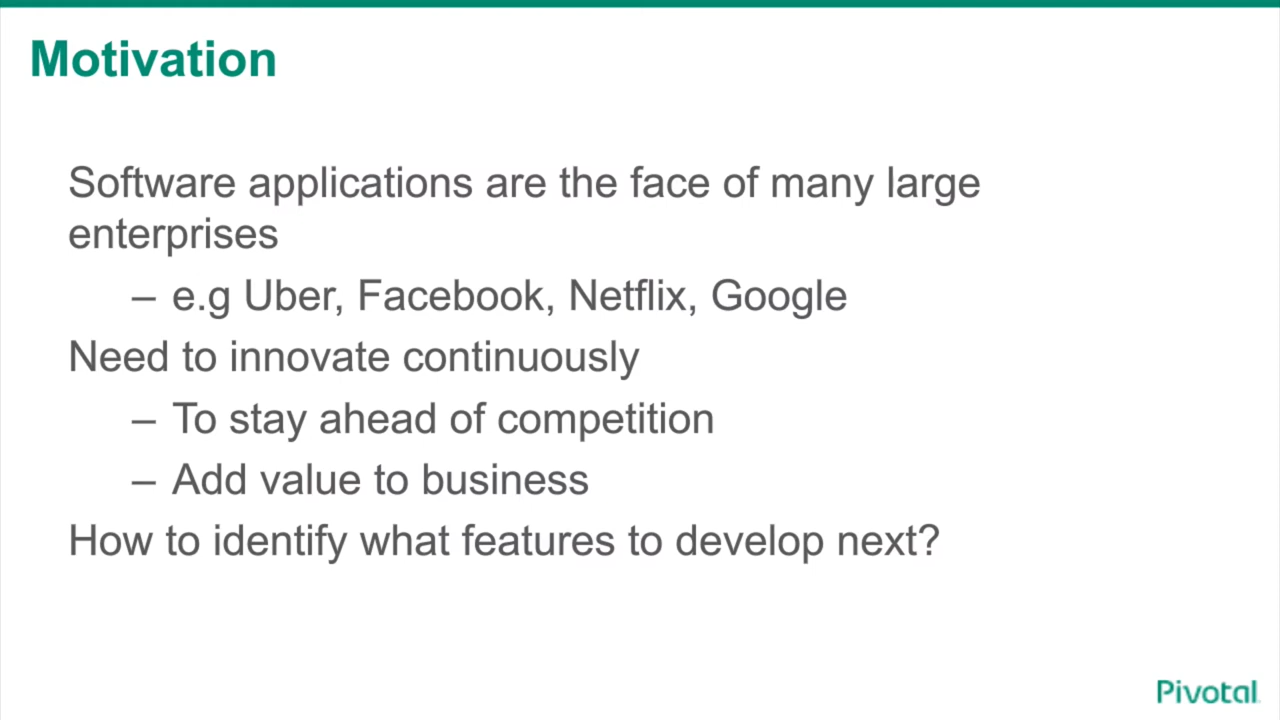 Motivation
Software applications are the face of many large
enterprises
– e.g Uber, Facebook, Netflix, Google
Need to innovate continuously
– To stay ahead of competition
– Add value to business
How to identify what features to develop next?
Pivotal